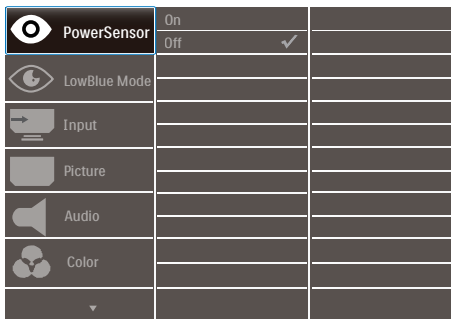 PowerSensor
On
Off
LowBlue Mode
Input
Picture
Audio
Color